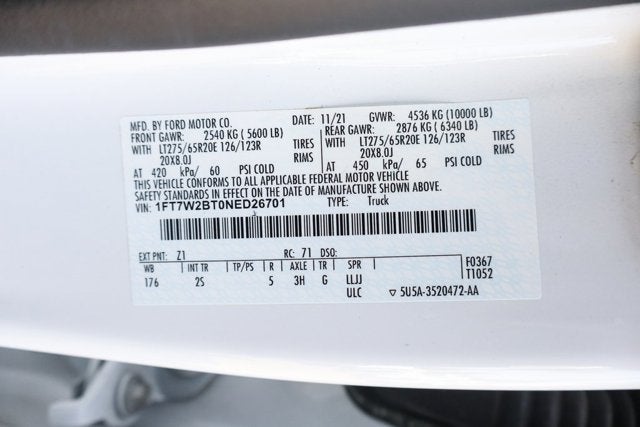 MFD. BY FORD MOTOR CO. DATE: 11/21 GVWR: 4536 KG (10000 LB)
FRONT GAWR: 2540 KG (5600 LB) REAR GAWR: 2876 KG (6340 LB)
WITH LT275/65R20E 126/123R TIRES WITH LT275/65R20E 126/123R TIRES
20X8.0J RIMS 20X8.0J RIMS
AT 420 kPa/ 60 PSI COLD AT 450 kPa/ 65 PSI COLD
THIS VEHICLE CONFORMS TO ALL APPLICABLE FEDERAL MOTOR VEHICLE
SAFETY STANDARDS IN EFFECT ON THE DATE OF MANUFACTURE SHOWN ABOVE.
VIN: 1FT7W2BT0NED26701 TYPE: Truck
EXT PNT: Z1 RC: 71 DSO: F0367
WB INT TR TP/PS R AXLE TR SPR T1052
176 2S 5 3H G LLJJ
ULC ▽ 5U5A-3520472-AA